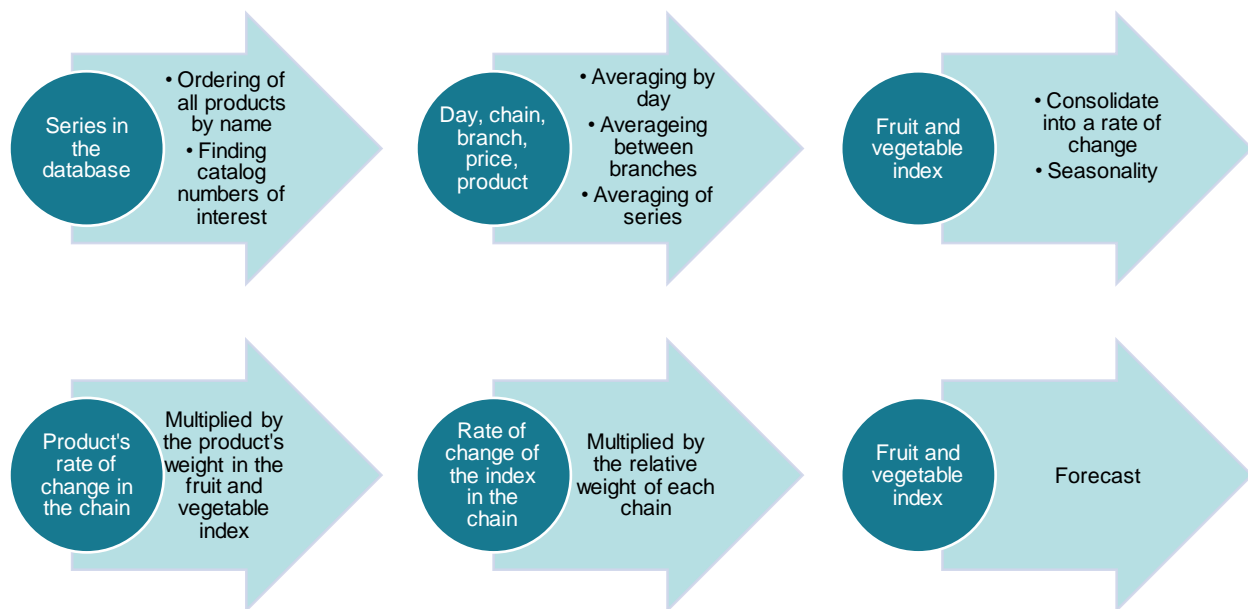 Series in
the
database
• Ordering of
all products
by name
• Finding
catalog
numbers of
interest
Day, chain,
branch,
price,
product
• Averaging by
day
• Averageing
between
branches
• Averaging of
series
Fruit and
vegetable
index
• Consolidate
into a rate of
change
• Seasonality
Product's
rate of
change in
the chain
Multiplied by
the product's
weight in the
fruit and
vegetable
index
Rate of
change of
the index
in the
chain
Multiplied by
the relative
weight of each
chain
Fruit and
vegetable
index
Forecast